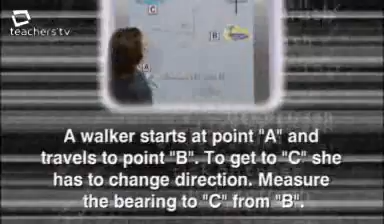 teachers'tv
C
B
A
A walker starts at point "A" and
travels to point "B". To get to "C" she
has to change direction. Measure
the bearing to "C" from "B".